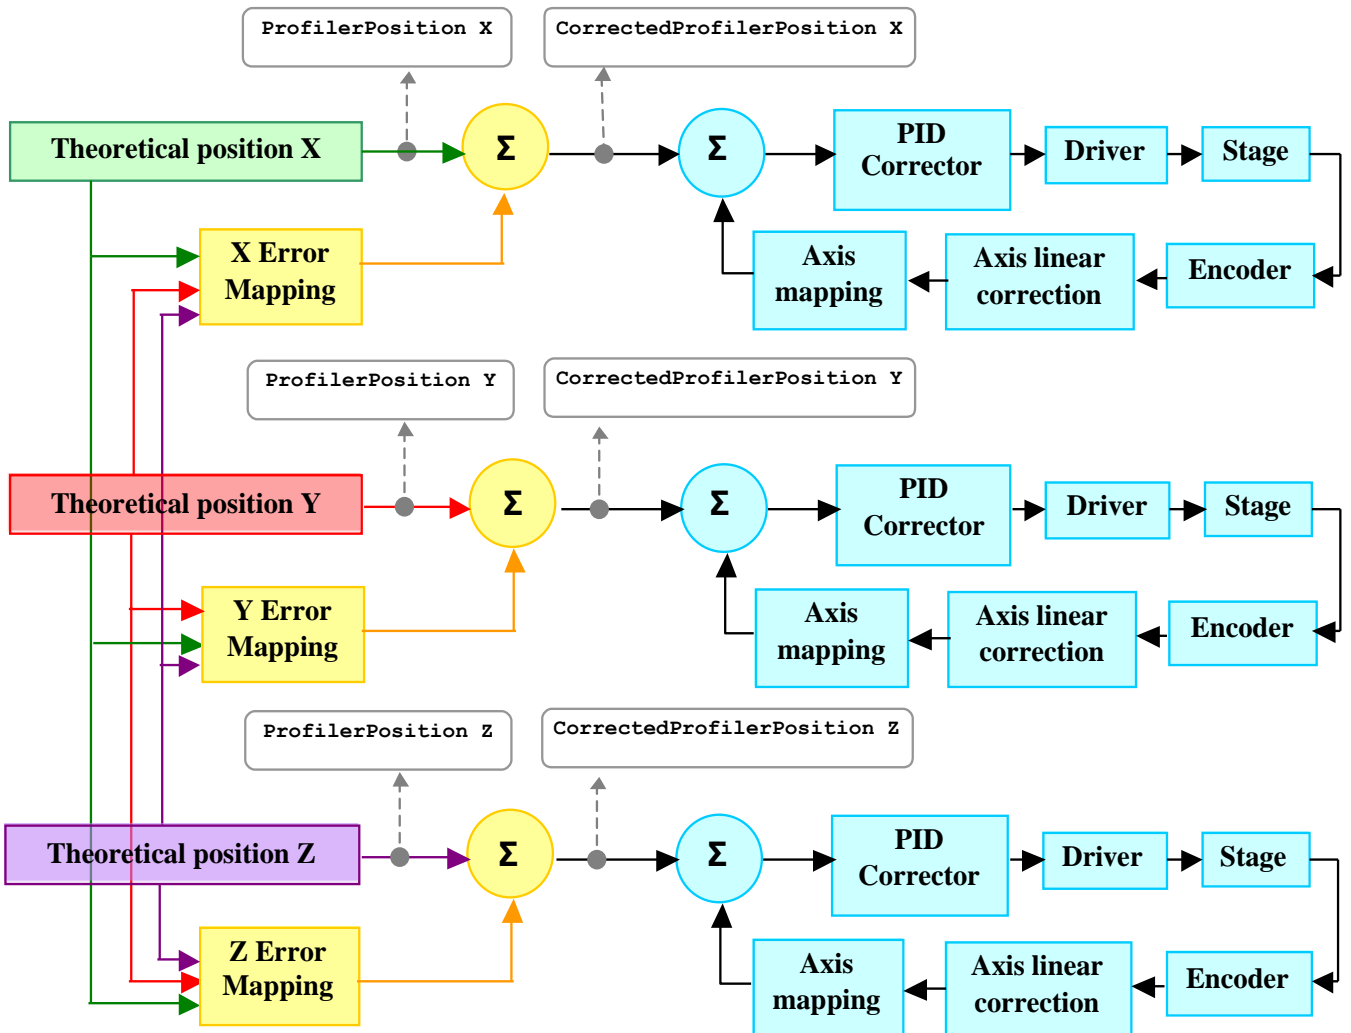 ProfilerPosition X
CorrectedProfilerPosition X
Theoretical position X
Σ
Σ
PID
Corrector
Driver
Stage
X Error
Mapping
Axis
mapping
Axis linear
correction
Encoder
ProfilerPosition Y
CorrectedProfilerPosition Y
Theoretical position Y
Σ
Σ
PID
Corrector
Driver
Stage
Y Error
Mapping
Axis
mapping
Axis linear
correction
Encoder
ProfilerPosition Z
CorrectedProfilerPosition Z
Theoretical position Z
Σ
Σ
PID
Corrector
Driver
Stage
Z Error
Mapping
Axis
mapping
Axis linear
correction
Encoder